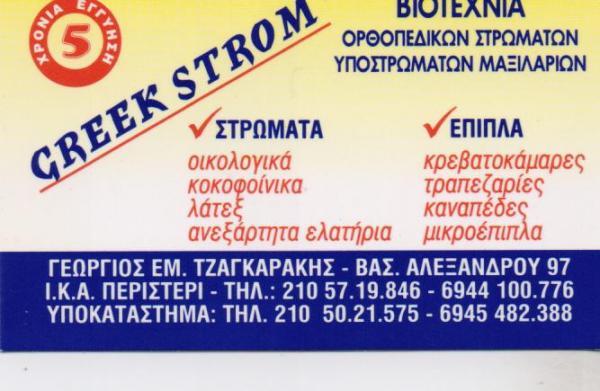 ΧΡΟΝΙΑ ΕΓΓΥΗΣΗ
5
GREEK STROM
ΒΙΟΤΕΧΝΙΑ
ΟΡΘΟΠΕΔΙΚΩΝ ΣΤΡΩΜΑΤΩΝ
ΥΠΟΣΤΡΩΜΑΤΩΝ ΜΑΞΙΛΑΡΙΩΝ
ΣΤΡΩΜΑΤΑ
οικολογικά
κοκοφοίνικα
λάτεξ
ανεξάρτητα ελατήρια
ΕΠΙΠΛΑ
κρεβατοκάμαρες
τραπεζαρίες
καναπέδες
μικροέπιπλα
ΓΕΩΡΓΙΟΣ ΕΜ. ΤΖΑΓΚΑΡΑΚΗΣ - ΒΑΣ. ΑΛΕΞΑΝΔΡΟΥ 97
Ι.Κ.Α. ΠΕΡΙΣΤΕΡΙ - ΤΗΛ.: 210 57.19.846 - 6944 100.776
ΥΠΟΚΑΤΑΣΤΗΜΑ: ΤΗΛ. 210 50.21.575 - 6945 482.388